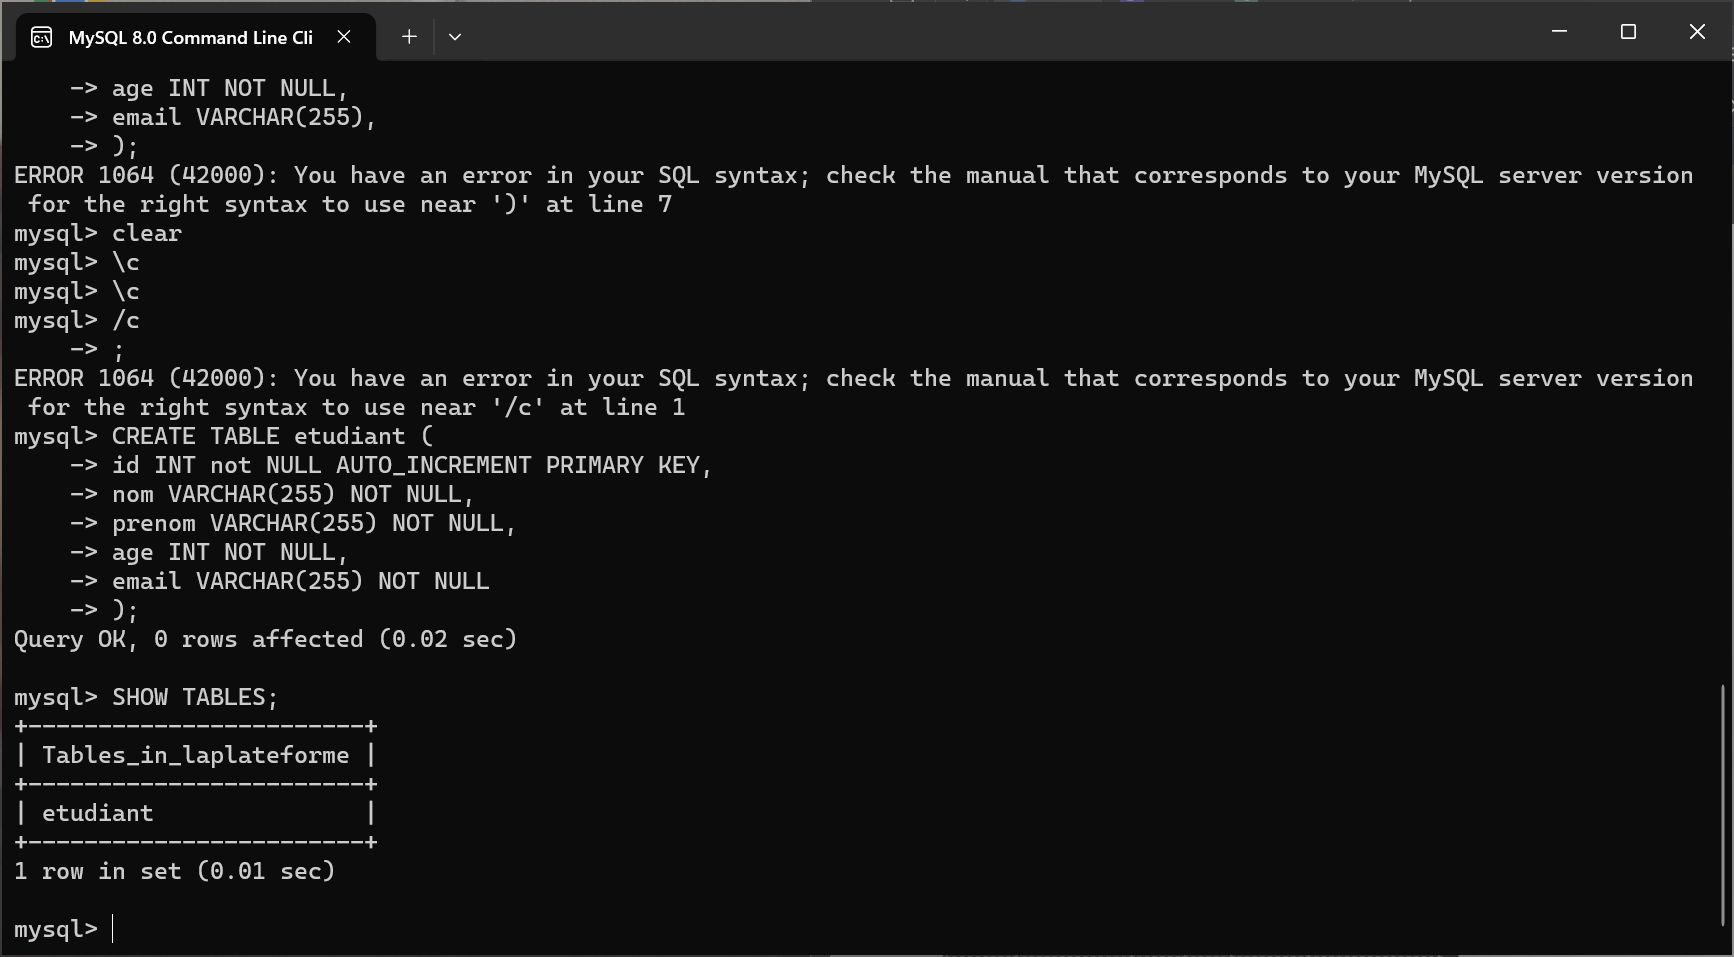 MySQL 8.0 Command Line Cli
    -> age INT NOT NULL,
    -> email VARCHAR(255),
    -> );
ERROR 1064 (42000): You have an error in your SQL syntax; check the manual that corresponds to your MySQL server version
 for the right syntax to use near ')' at line 7
mysql> clear
mysql> \c
mysql> \c
mysql> /c
    -> ;
ERROR 1064 (42000): You have an error in your SQL syntax; check the manual that corresponds to your MySQL server version
 for the right syntax to use near '/c' at line 1
mysql> CREATE TABLE etudiant (
    -> id INT not NULL AUTO_INCREMENT PRIMARY KEY,
    -> nom VARCHAR(255) NOT NULL,
    -> prenom VARCHAR(255) NOT NULL,
    -> age INT NOT NULL,
    -> email VARCHAR(255) NOT NULL
    -> );
Query OK, 0 rows affected (0.02 sec)
mysql> SHOW TABLES;
+------------------------+
| Tables_in_laplateforme |
+------------------------+
| etudiant               |
+------------------------+
1 row in set (0.01 sec)
mysql>